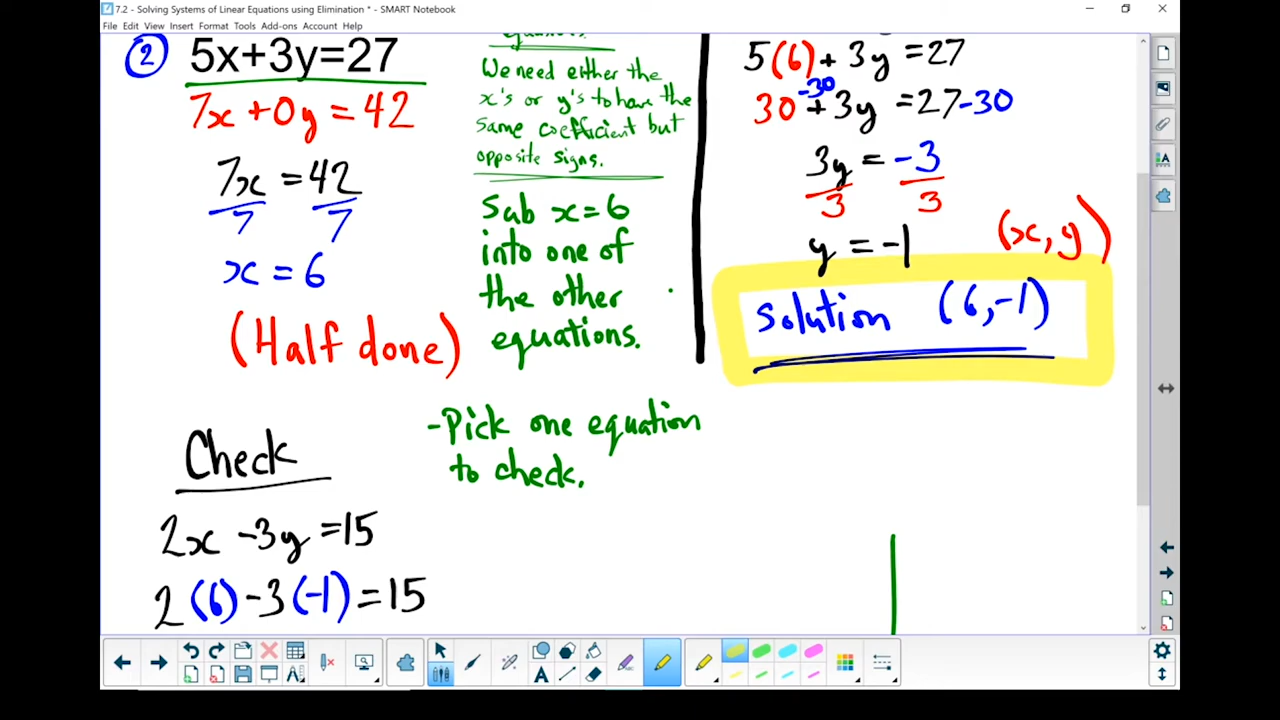 7.2 - Solving Systems of Linear Equations using Elimination * - SMART Notebook
File Edit View Insert Format Tools Add-ons Account Help
② 5x+3y=27
7x + 0y = 42
7x = 42
/7 /7
x = 6
(Half done)
equations.
We need either the
x's or y's to have the
same coefficient but
opposite signs.
Sub x = 6
into one of
the other
equations.
5(6) + 3y = 27
30 -30 + 3y = 27 -30
3y = -3
3 3
y = -1
(x, y)
Solution (6, -1)
Check
- Pick one equation
to check.
2x - 3y = 15
2(6) - 3(-1) = 15